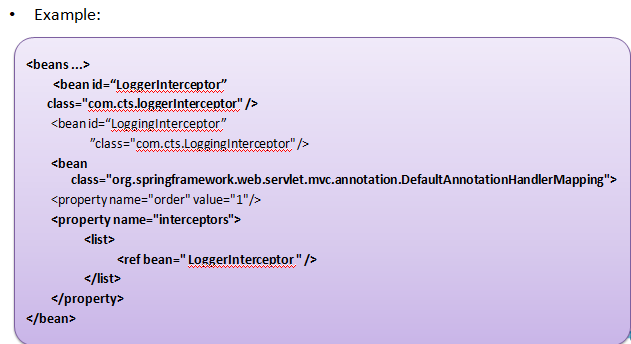 • Example:
<beans ...>
<bean id=“LoggerInterceptor”
class="com.cts.loggerInterceptor" />
<bean id=“LoggingInterceptor”
”class="com.cts.LoggingInterceptor" />
<bean
class="org.springframework.web.servlet.mvc.annotation.DefaultAnnotationHandlerMapping">
<property name="order" value="1"/>
<property name="interceptors">
<list>
<ref bean=" LoggerInterceptor " />
</list>
</property>
</bean>